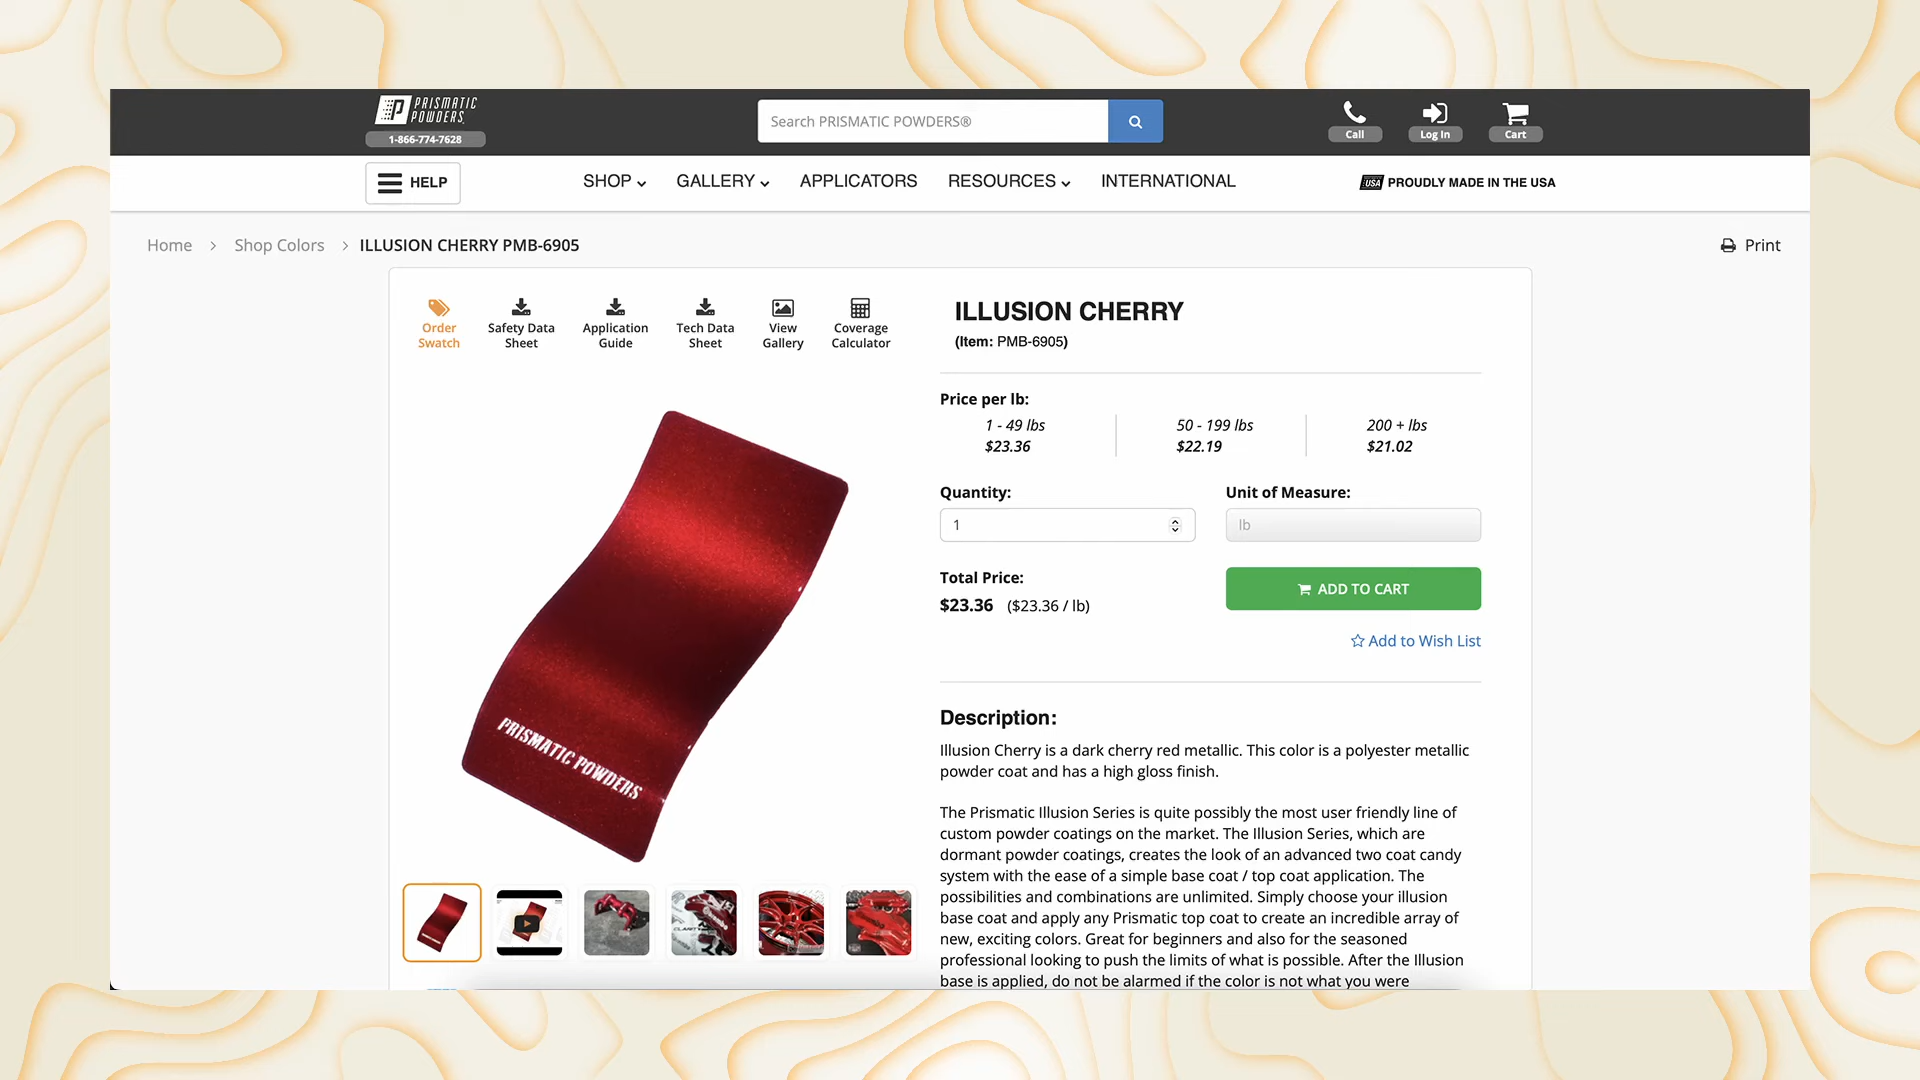 PRISMATIC
POWDERS
1-866-774-7628
Search PRISMATIC POWDERS®
Call
Log In
Cart
HELP
SHOP
GALLERY
APPLICATORS
RESOURCES
INTERNATIONAL
USA PROUDLY MADE IN THE USA
Home
Shop Colors
ILLUSION CHERRY PMB-6905
Print
Order
Swatch
Safety Data
Sheet
Application
Guide
Tech Data
Sheet
View
Gallery
Coverage
Calculator
PRISMATIC POWDERS
ILLUSION CHERRY
(Item: PMB-6905)
Price per lb:
1 - 49 lbs
$23.36
50 - 199 lbs
$22.19
200 + lbs
$21.02
Quantity:
1
Unit of Measure:
lb
Total Price:
$23.36 ($23.36 / lb)
ADD TO CART
Add to Wish List
Description:
Illusion Cherry is a dark cherry red metallic. This color is a polyester metallic
powder coat and has a high gloss finish.
The Prismatic Illusion Series is quite possibly the most user friendly line of
custom powder coatings on the market. The Illusion Series, which are
dormant powder coatings, creates the look of an advanced two coat candy
system with the ease of a simple base coat / top coat application. The
possibilities and combinations are unlimited. Simply choose your illusion
base coat and apply any Prismatic top coat to create an incredible array of
new, exciting colors. Great for beginners and also for the seasoned
professional looking to push the limits of what is possible. After the Illusion
base is applied, do not be alarmed if the color is not what you were